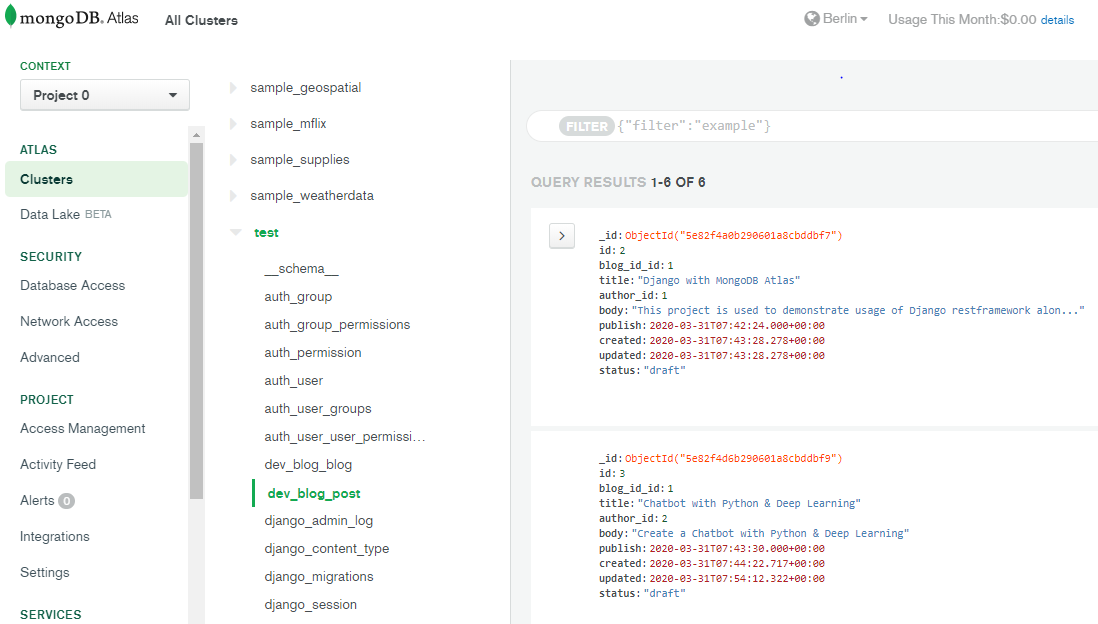 mongoDB. Atlas
All Clusters
Berlin
Usage This Month:$0.00 details
CONTEXT
Project 0
ATLAS
Clusters
Data Lake BETA
SECURITY
Database Access
Network Access
Advanced
PROJECT
Access Management
Activity Feed
Alerts 0
Integrations
Settings
SERVICES
sample_geospatial
sample_mflix
sample_supplies
sample_weatherdata
test
__schema__
auth_group
auth_group_permissions
auth_permission
auth_user
auth_user_groups
auth_user_user_permissi...
dev_blog_blog
dev_blog_post
django_admin_log
django_content_type
django_migrations
django_session
FILTER {"filter":"example"}
QUERY RESULTS 1-6 OF 6
_id:ObjectId("5e82f4a0b290601a8cbddbf7")
id:2
blog_id_id:1
title:"Django with MongoDB Atlas"
author_id:1
body:"This project is used to demonstrate usage of Django restframework alon..."
publish:2020-03-31T07:42:24.000+00:00
created:2020-03-31T07:43:28.278+00:00
updated:2020-03-31T07:43:28.278+00:00
status:"draft"
_id:ObjectId("5e82f4d6b290601a8cbddbf9")
id:3
blog_id_id:1
title:"Chatbot with Python & Deep Learning"
author_id:2
body:"Create a Chatbot with Python & Deep Learning"
publish:2020-03-31T07:43:30.000+00:00
created:2020-03-31T07:44:22.717+00:00
updated:2020-03-31T07:54:12.322+00:00
status:"draft"